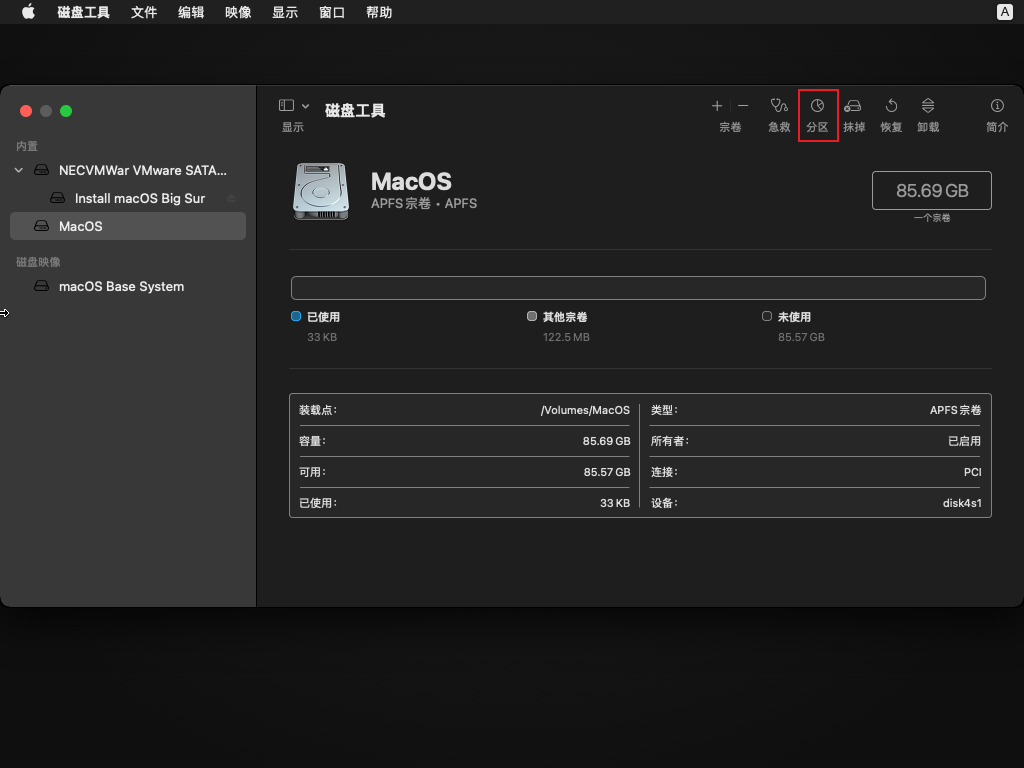 磁盘工具 文件 编辑 映像 显示 窗口 帮助 A
磁盘工具
显示
宗卷 急救 分区 抹掉 恢复 卸载 简介
内置
NECVMWar VMware SATA...
Install macOS Big Sur
MacOS
磁盘映像
macOS Base System
MacOS
APFS 宗卷 • APFS
85.69 GB
一个宗卷
已使用 其他宗卷 未使用
33 KB 122.5 MB 85.57 GB
装载点: /Volumes/MacOS 类型: APFS 宗卷
容量: 85.69 GB 所有者: 已启用
可用: 85.57 GB 连接: PCI
已使用: 33 KB 设备: disk4s1